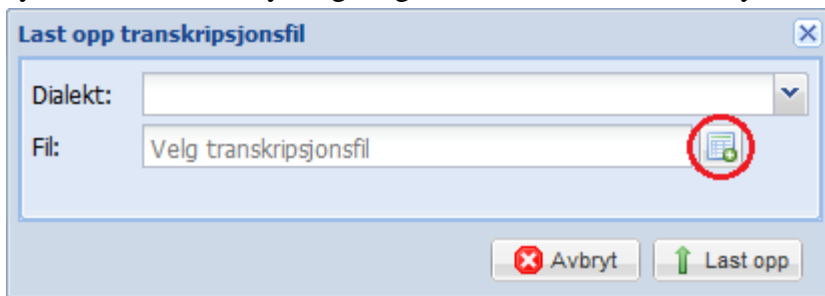 Last opp transkripsjonsfil
Dialekt:
Fil: Velg transkripsjonsfil
Avbryt Last opp